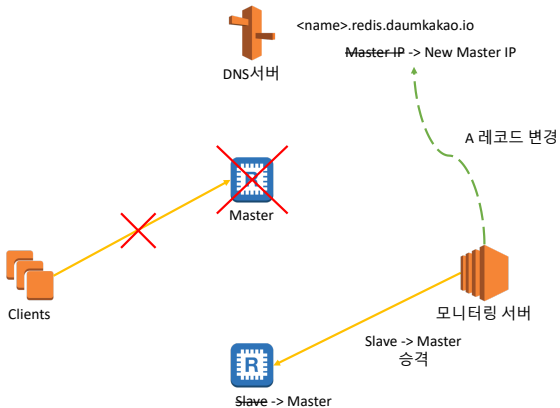 <name>.redis.daumkakao.io
Master IP -> New Master IP
DNS서버
A 레코드 변경
R
Master
Clients
모니터링 서버
Slave -> Master
승격
R
Slave -> Master